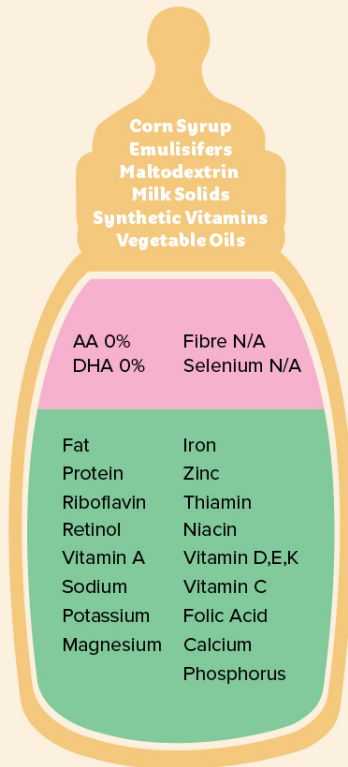 Corn Syrup
Emulisifers
Maltodextrin
Milk Solids
Synthetic Vitamins
Vegetable Oils
AA 0%
DHA 0%
Fibre N/A
Selenium N/A
Fat
Protein
Riboflavin
Retinol
Vitamin A
Sodium
Potassium
Magnesium
Iron
Zinc
Thiamin
Niacin
Vitamin D,E,K
Vitamin C
Folic Acid
Calcium
Phosphorus